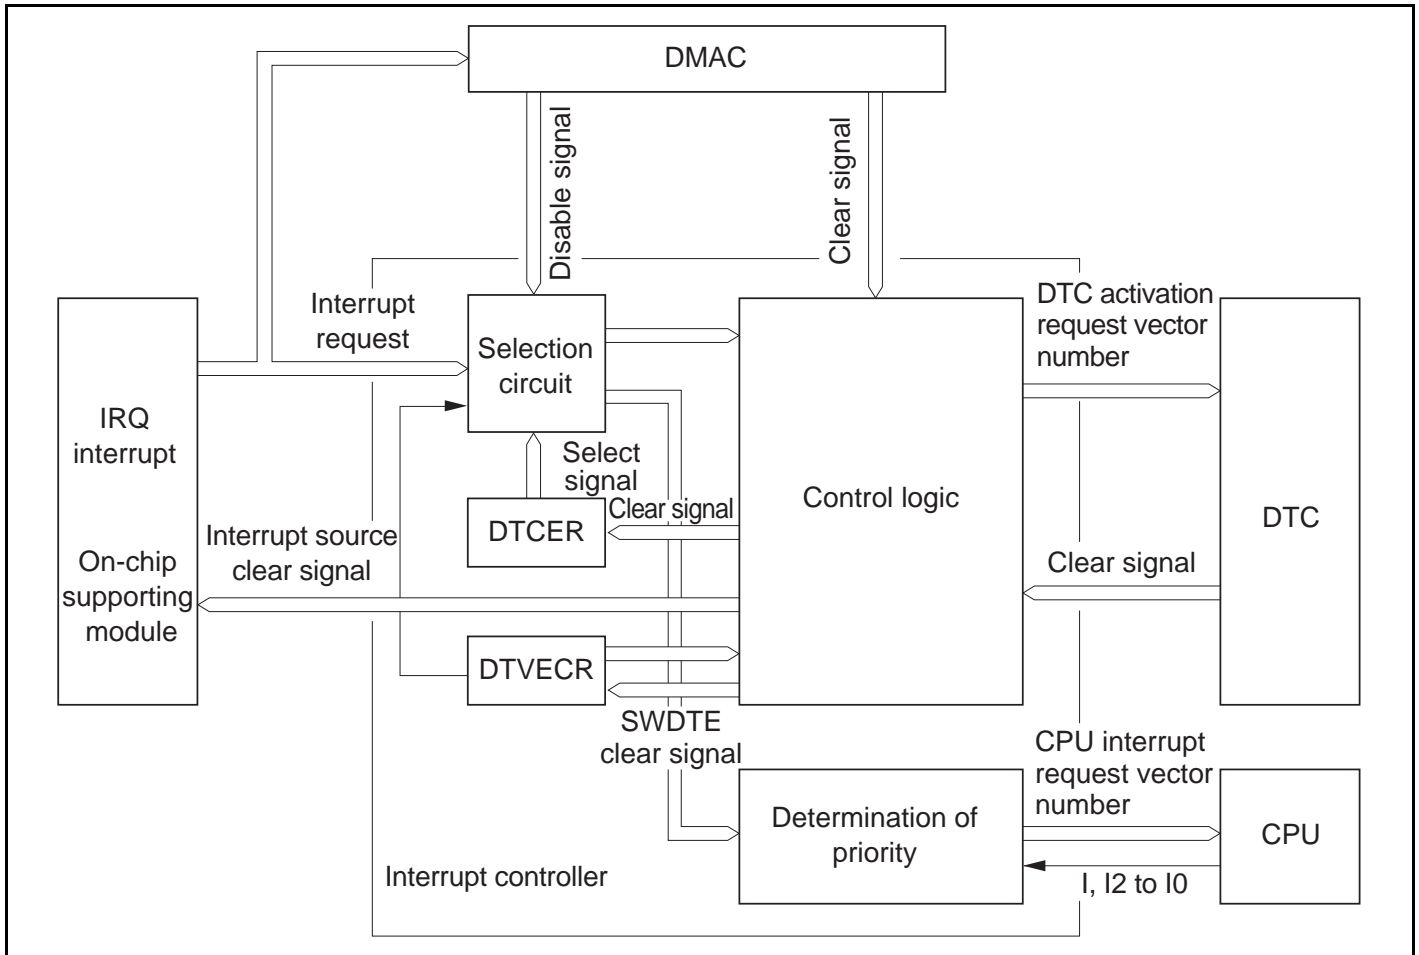 DMAC
Disable signal
Clear signal
Interrupt
request
Selection
circuit
DTC activation
request vector
number
IRQ
interrupt
On-chip
supporting
module
Select
signal
Clear signal
DTCER
Interrupt source
clear signal
Control logic
Clear signal
DTC
DTVECR
SWDTE
clear signal
CPU interrupt
request vector
number
Determination of
priority
CPU
I, I2 to I0
Interrupt controller